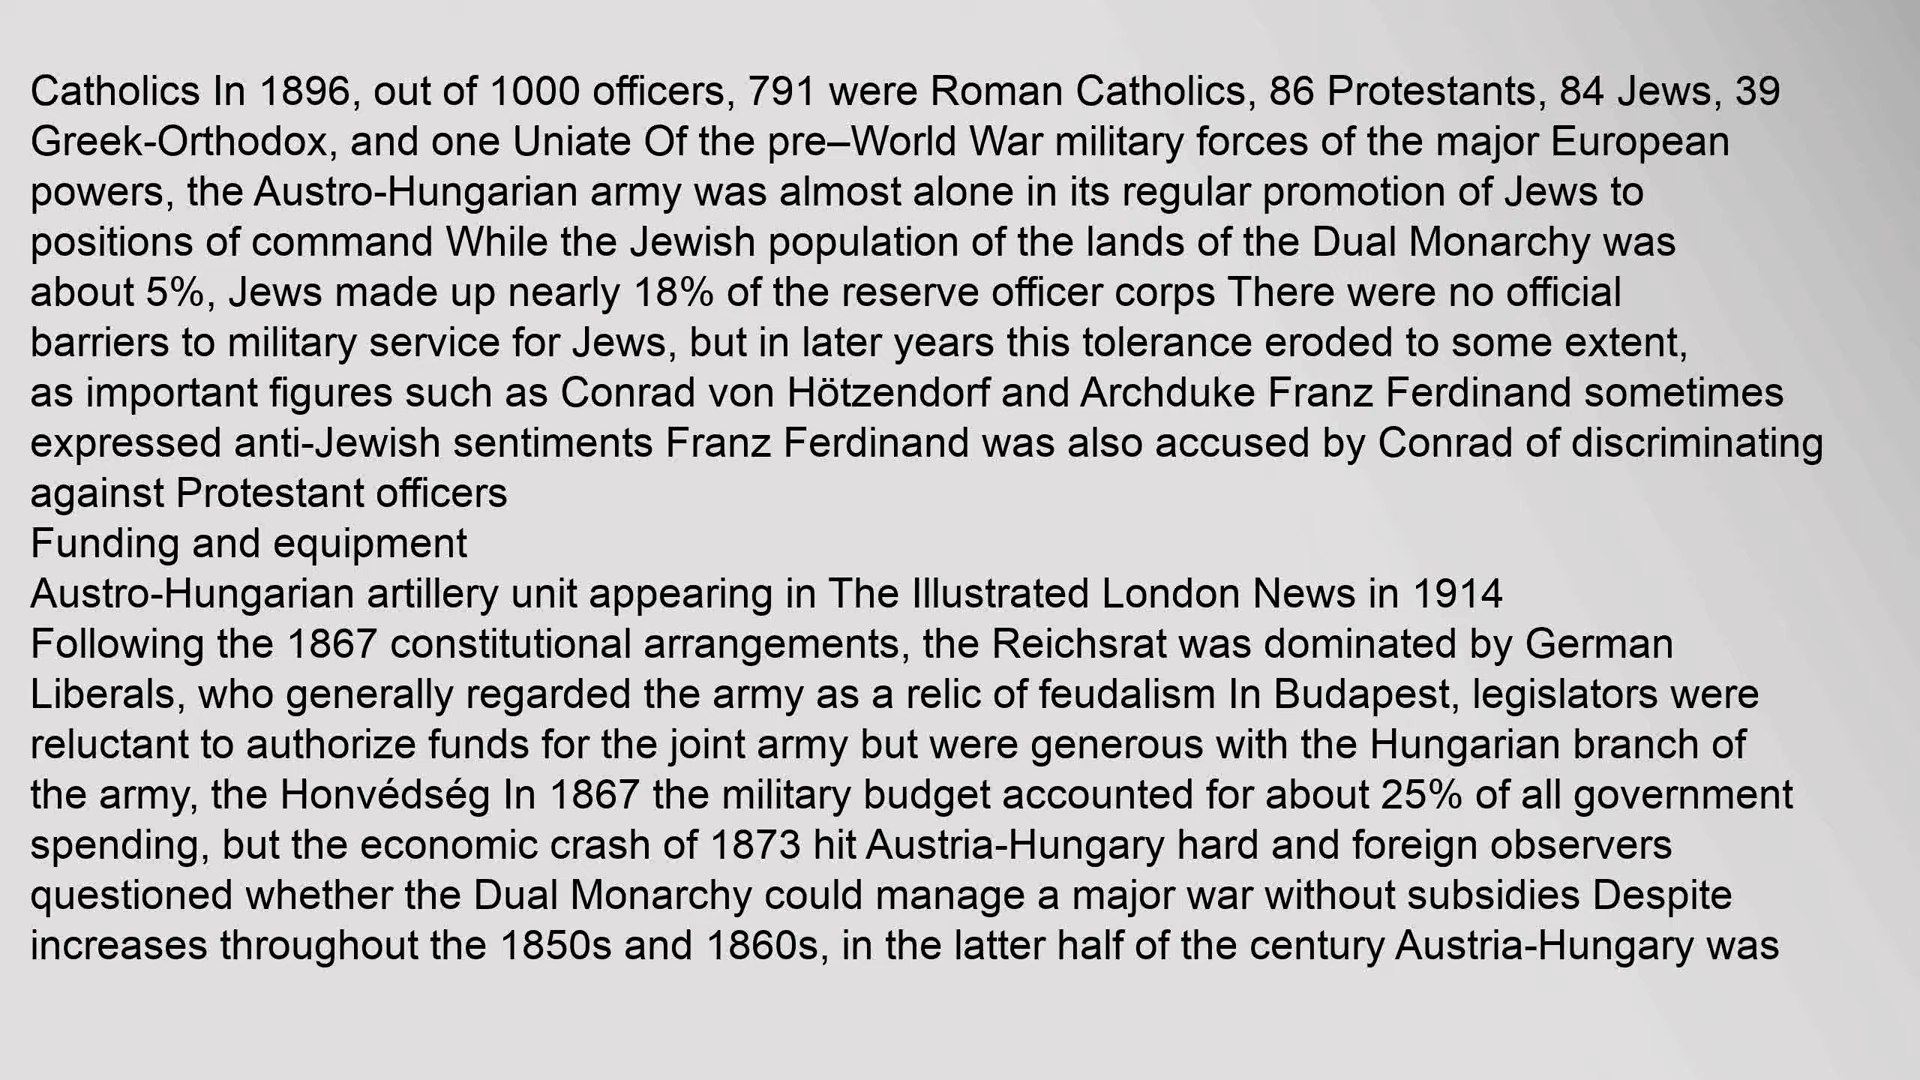 Catholics In 1896, out of 1000 officers, 791 were Roman Catholics, 86 Protestants, 84 Jews, 39
Greek-Orthodox, and one Uniate Of the pre–World War military forces of the major European
powers, the Austro-Hungarian army was almost alone in its regular promotion of Jews to
positions of command While the Jewish population of the lands of the Dual Monarchy was
about 5%, Jews made up nearly 18% of the reserve officer corps There were no official
barriers to military service for Jews, but in later years this tolerance eroded to some extent,
as important figures such as Conrad von Hötzendorf and Archduke Franz Ferdinand sometimes
expressed anti-Jewish sentiments Franz Ferdinand was also accused by Conrad of discriminating
against Protestant officers
Funding and equipment
Austro-Hungarian artillery unit appearing in The Illustrated London News in 1914
Following the 1867 constitutional arrangements, the Reichsrat was dominated by German
Liberals, who generally regarded the army as a relic of feudalism In Budapest, legislators were
reluctant to authorize funds for the joint army but were generous with the Hungarian branch of
the army, the Honvédség In 1867 the military budget accounted for about 25% of all government
spending, but the economic crash of 1873 hit Austria-Hungary hard and foreign observers
questioned whether the Dual Monarchy could manage a major war without subsidies Despite
increases throughout the 1850s and 1860s, in the latter half of the century Austria-Hungary was